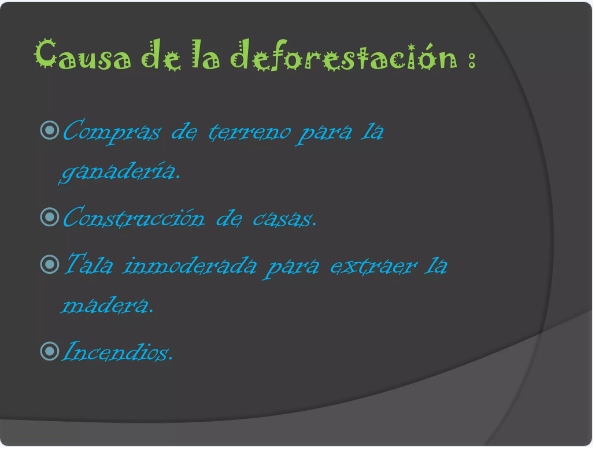 Causa de la deforestación :
Compras de terreno para la
ganadería.
Construcción de casas.
Tala inmoderada para extraer la
madera.
Incendios.